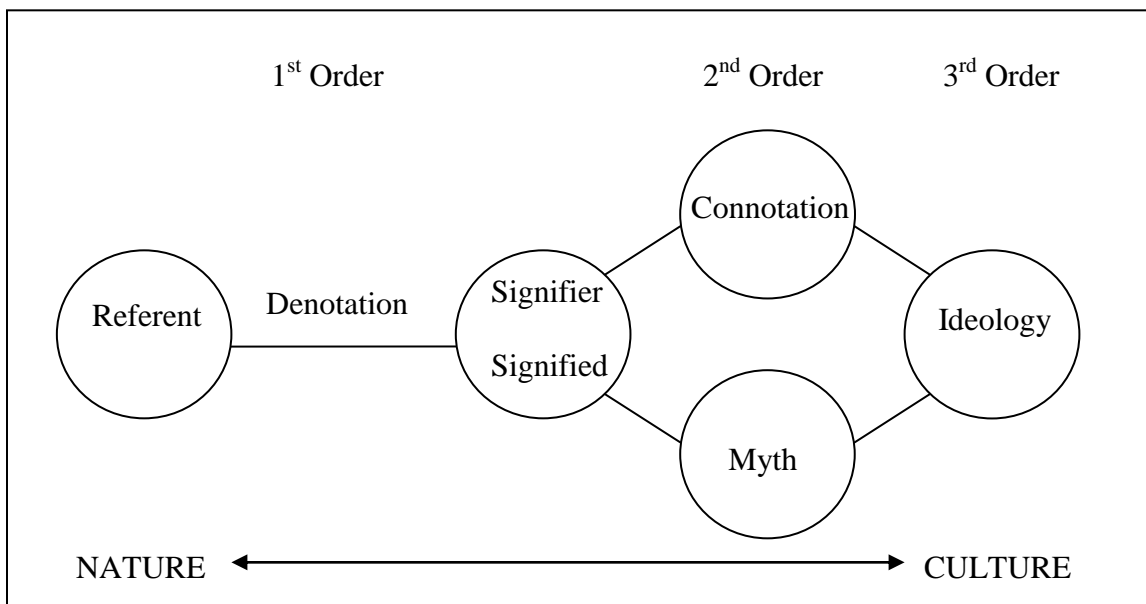 1st Order 2nd Order 3rd Order
Connotation
Denotation Signifier
Referent Ideology
Signified
Myth
NATURE CULTURE